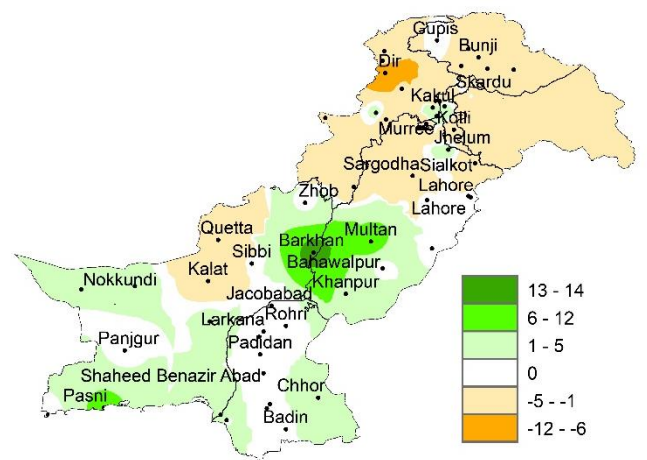 Gupis
Bunji
Dir
Skardu
Kakul
Kotli
Murree
Jhelum
Sargodha
Sialkot
Lahore
Zhob
Lahore
Quetta
Multan
Barkhan
Sibbi
Bahawalpur
Kalat
Nokkundi
Khanpur
Jacobabad
Larkana
Rohri
Panjgur
Padidan
Shaheed Benazir Abad
Chhor
Pasni
Badin
13 - 14
6 - 12
1 - 5
0
-5 - -1
-12 - -6